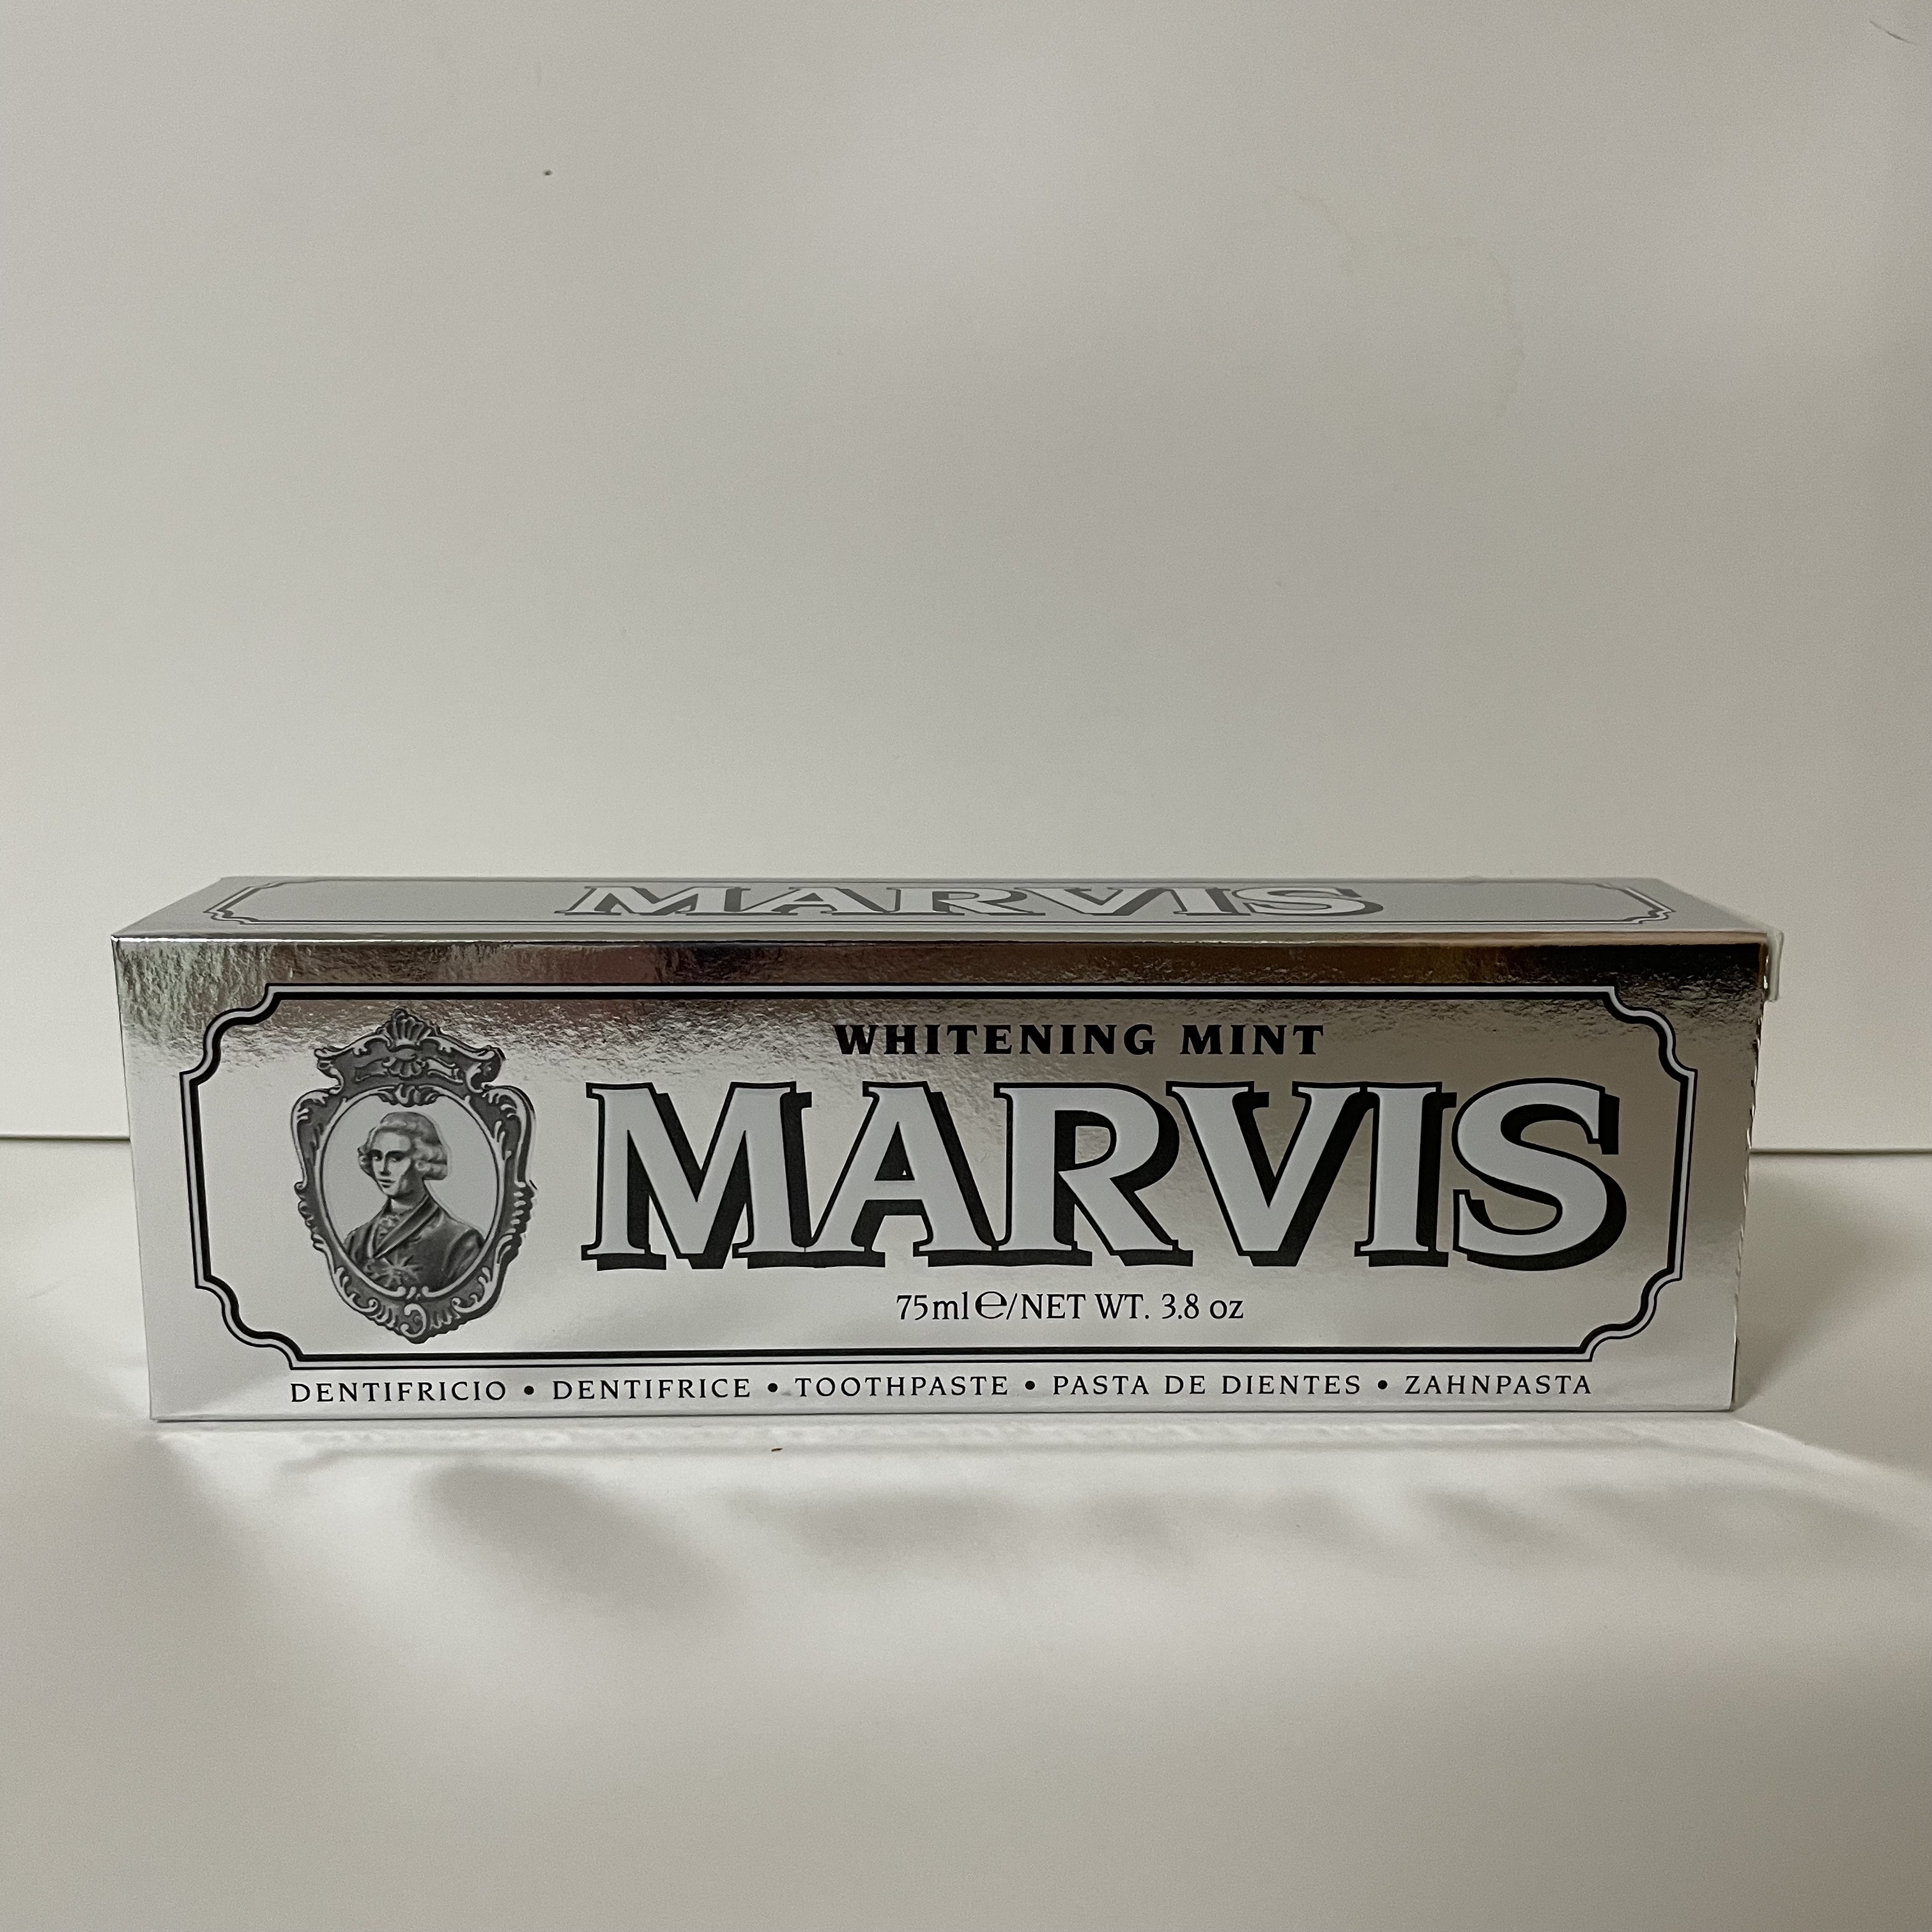 MARVIS
WHITENING MINT
MARVIS
75ml℮/NET WT. 3.8 oz
DENTIFRICIO • DENTIFRICE • TOOTHPASTE • PASTA DE DIENTES • ZAHNPASTA